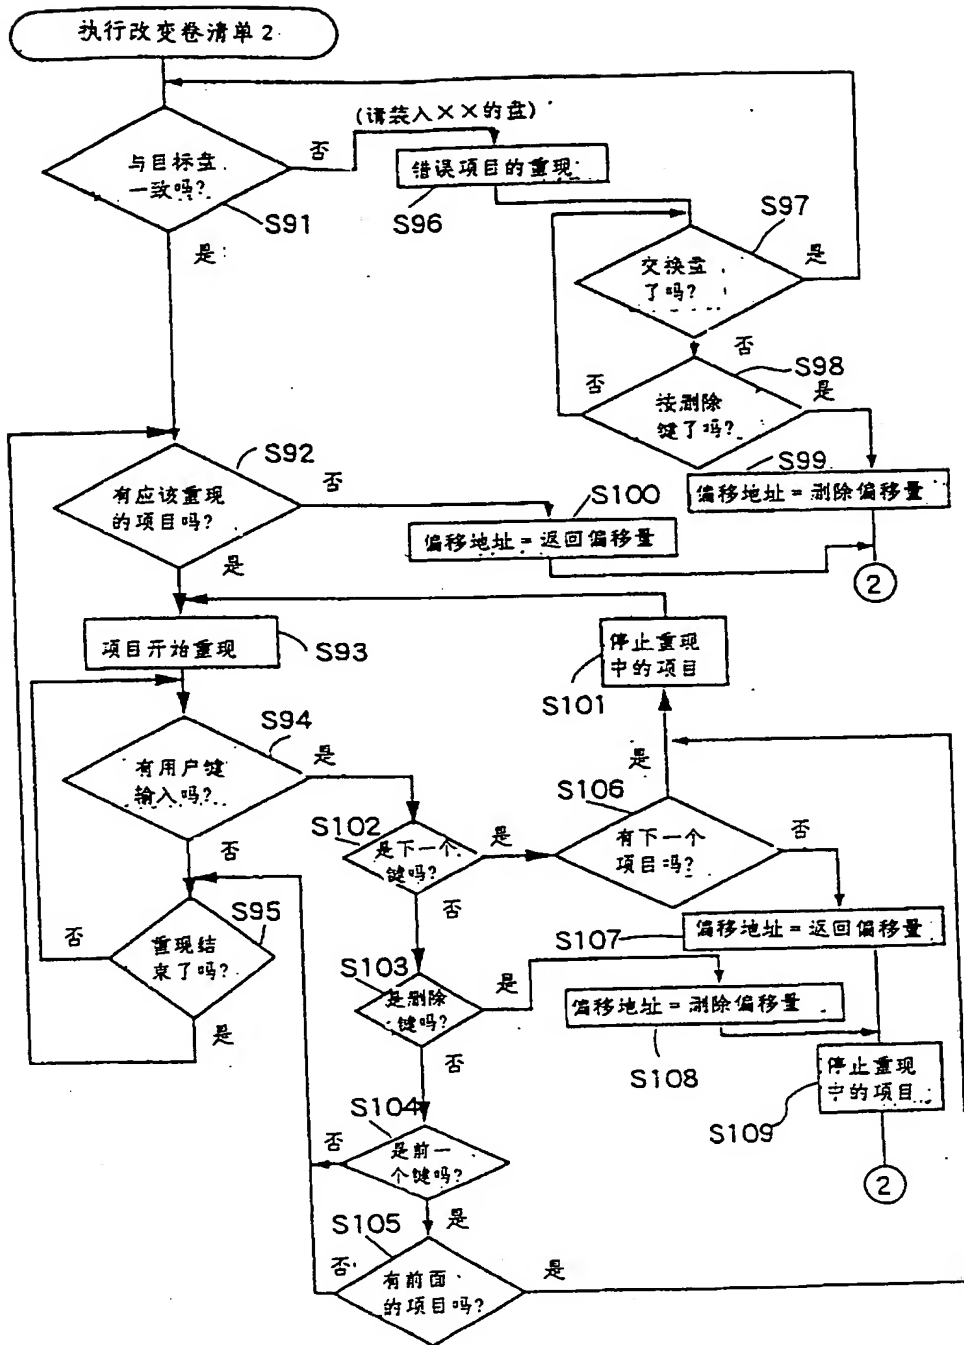 执行改变卷清单2
(请装入××的盘)
与目标盘
一致吗?
否
错误项目的重现
S91
S96
S97
是
交换盘
了吗?
是
否
S98
否
按删除
键了吗?
是
S92
S99
有应该重现
的项目吗?
否
S100
偏移地址=删除偏移量
偏移地址=返回偏移量
是
2
项目开始重现
S93
停止重现
中的项目
S101
S94
有用户键
输入吗?
是
是
S106
S102
是下一个
键吗?
是
有下一个
项目吗?
否
否
否
S95
否
重现结
束了吗?
S107
偏移地址=返回偏移量
S103
是删除
键吗?
是
偏移地址=删除偏移量
是
否
S108
停止重现
中的项目
S104
S109
否
是前一
个键吗?
2
是
S105
否
有前面
的项目吗?
是